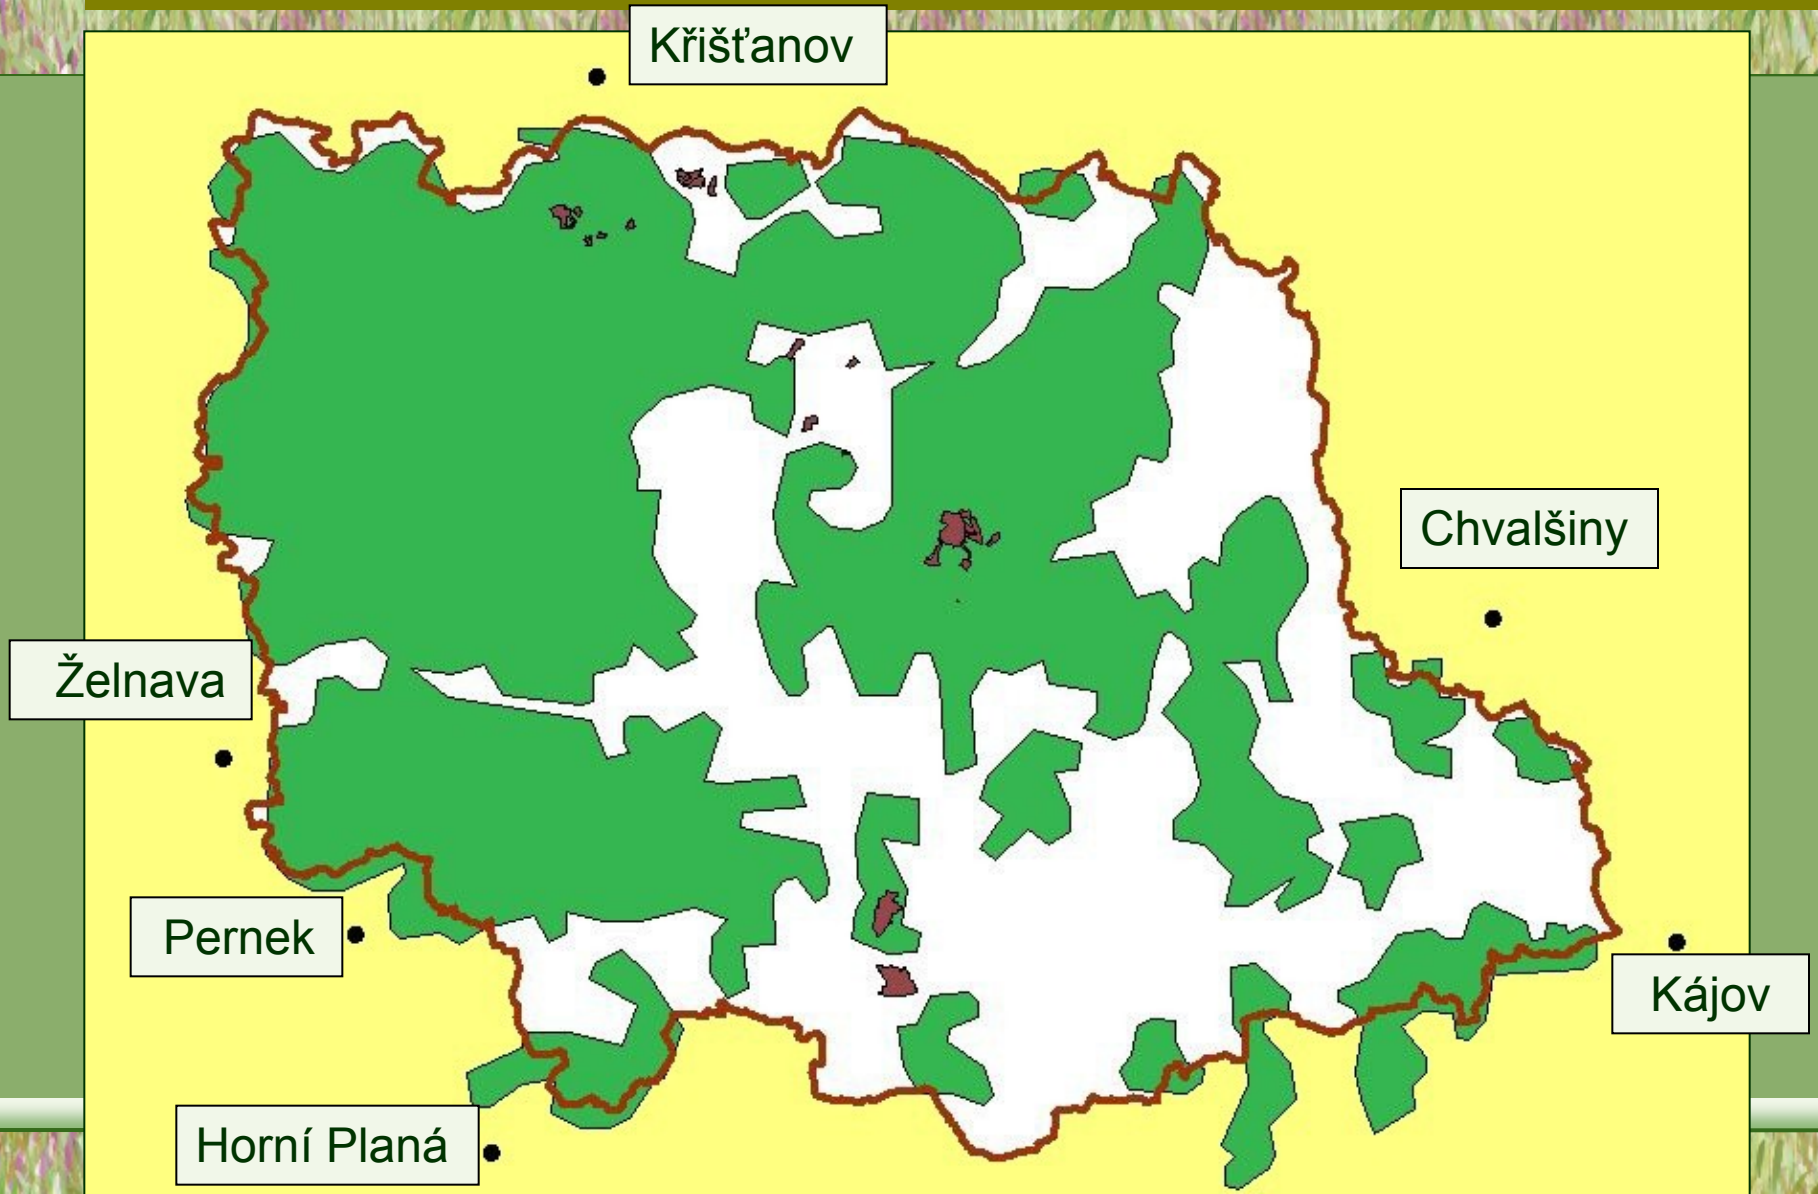 Křišťanov
Chvalšiny
Želnava
Pernek
Kájov
Horní Planá